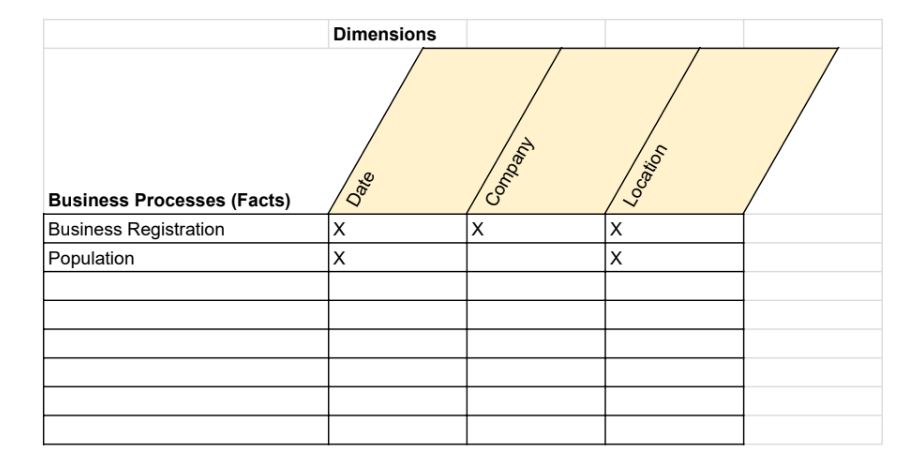 Dimensions
Business Processes (Facts) Date Company Location
Business Registration X X X
Population X X